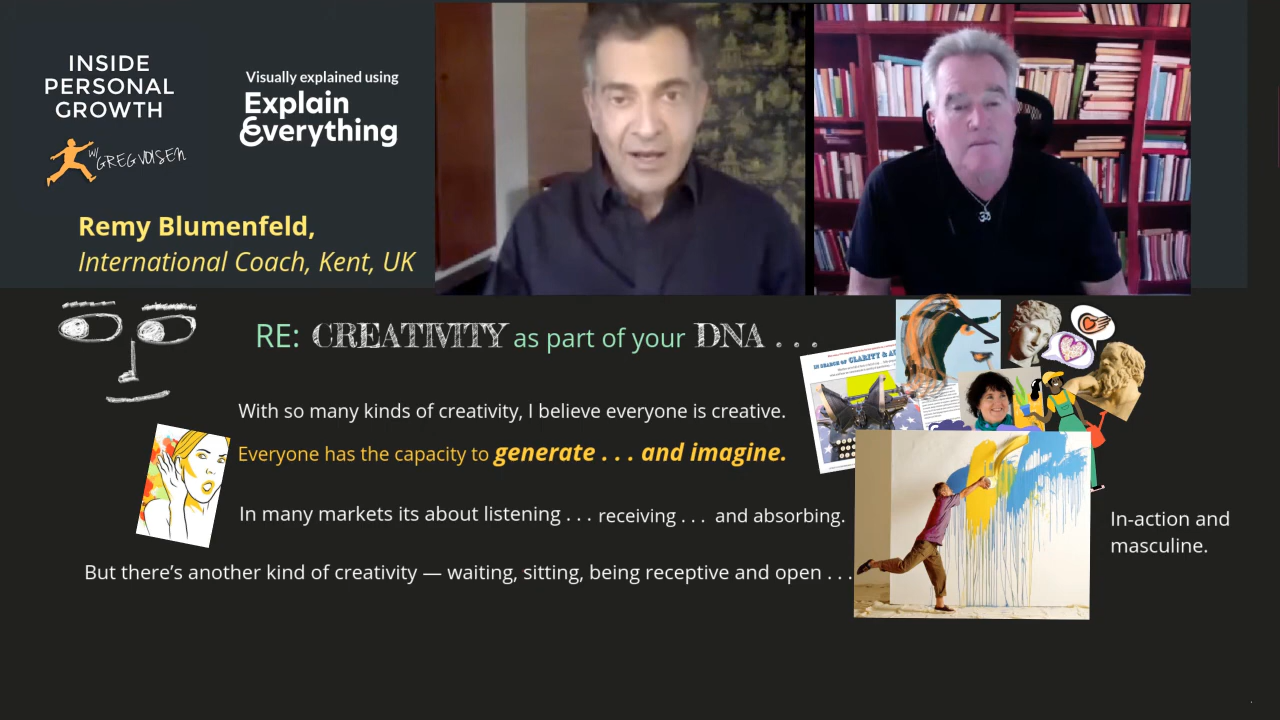 INSIDE
PERSONAL
GROWTH
W/ GREG VOISEN
Visually explained using
Explain
Everything
Remy Blumenfeld,
International Coach, Kent, UK
RE: CREATIVITY as part of your DNA . . .
IN SEARCH OF CLARITY &
With so many kinds of creativity, I believe everyone is creative.
Everyone has the capacity to generate . . . and imagine.
In many markets its about listening . . . receiving . . . and absorbing.
In-action and
masculine.
But there’s another kind of creativity — waiting, sitting, being receptive and open . . .